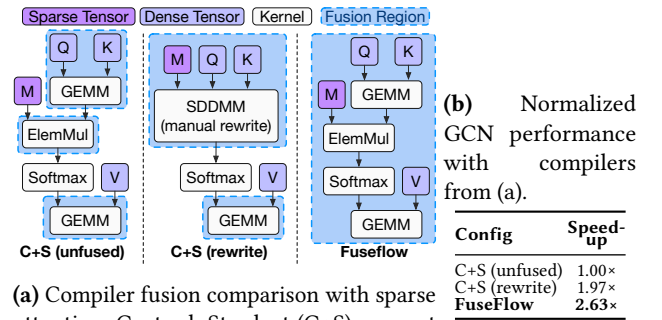 Sparse Tensor Dense Tensor Kernel Fusion Region
Q K
M GEMM
ElemMul
Softmax V
GEMM
C+S (unfused)
M Q K
SDDMM
(manual rewrite)
Softmax V
GEMM
C+S (rewrite)
Q K
M GEMM
ElemMul
Softmax V
GEMM
Fuseflow
(a) Compiler fusion comparison with sparse
(b) Normalized
GCN performance
with compilers
from (a).
Config Speed-
up
C+S (unfused) 1.00×
C+S (rewrite) 1.97×
FuseFlow 2.63×